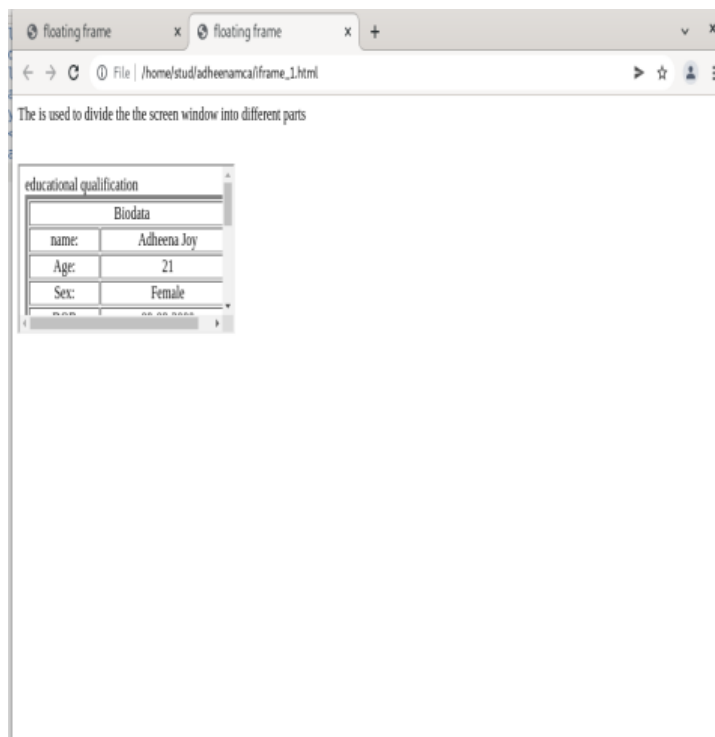 floating frame x floating frame x +
File /home/stud/adheenamca/iframe_1.html
The is used to divide the the screen window into different parts
educational qualification
Biodata
name: Adheena Joy
Age: 21
Sex: Female